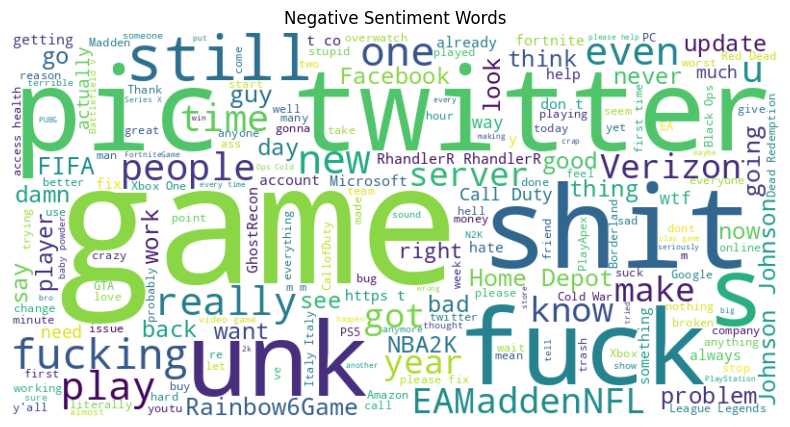 Negative Sentiment Words
getting Madden someone put overwatch played already fortnite PC please help worst Red Dead
go reason terrible actually Battlefield V still come t co Facebook one think even u update
pic twitter
Thank Series X start two stupid look help never much
access health PUBG guy time many well gonna hour way don t playing seem first time Black Ops EA give
great anyone ass take y today yet going Dead Redemption
man FortniteGame win day every making crap maybe
FIFA people new Ops Cold RhandlerR RhandlerR good Verizon
damn better fix Xbox One every time account Microsoft server done feel thing everyone
use team Call Duty wtf now
trying player crazy work point GhostRecon made sound hell money hate friend sad dont online
game shit
say baby powder everything CallofDuty right N2K PlayApex Borderland play game Johnson Johnson
GTA love bug week suck m seriously
change probably really m m see https t Home Depot Google make s
minute need issue back want video game PS5 bad please store Cold War know nothing big
got twitter happen tried broken company
fucking unk fuck
re let Italy Italy anymore thought NBA2K wait mean trash something Xbox anything always
first bro ve year please fix tell show stop
working sure play hard buy 2k another Amazon wrong problem PlayStation
y'all literally almost youtu Rainbow6Game call EAMaddenNFL League Legends